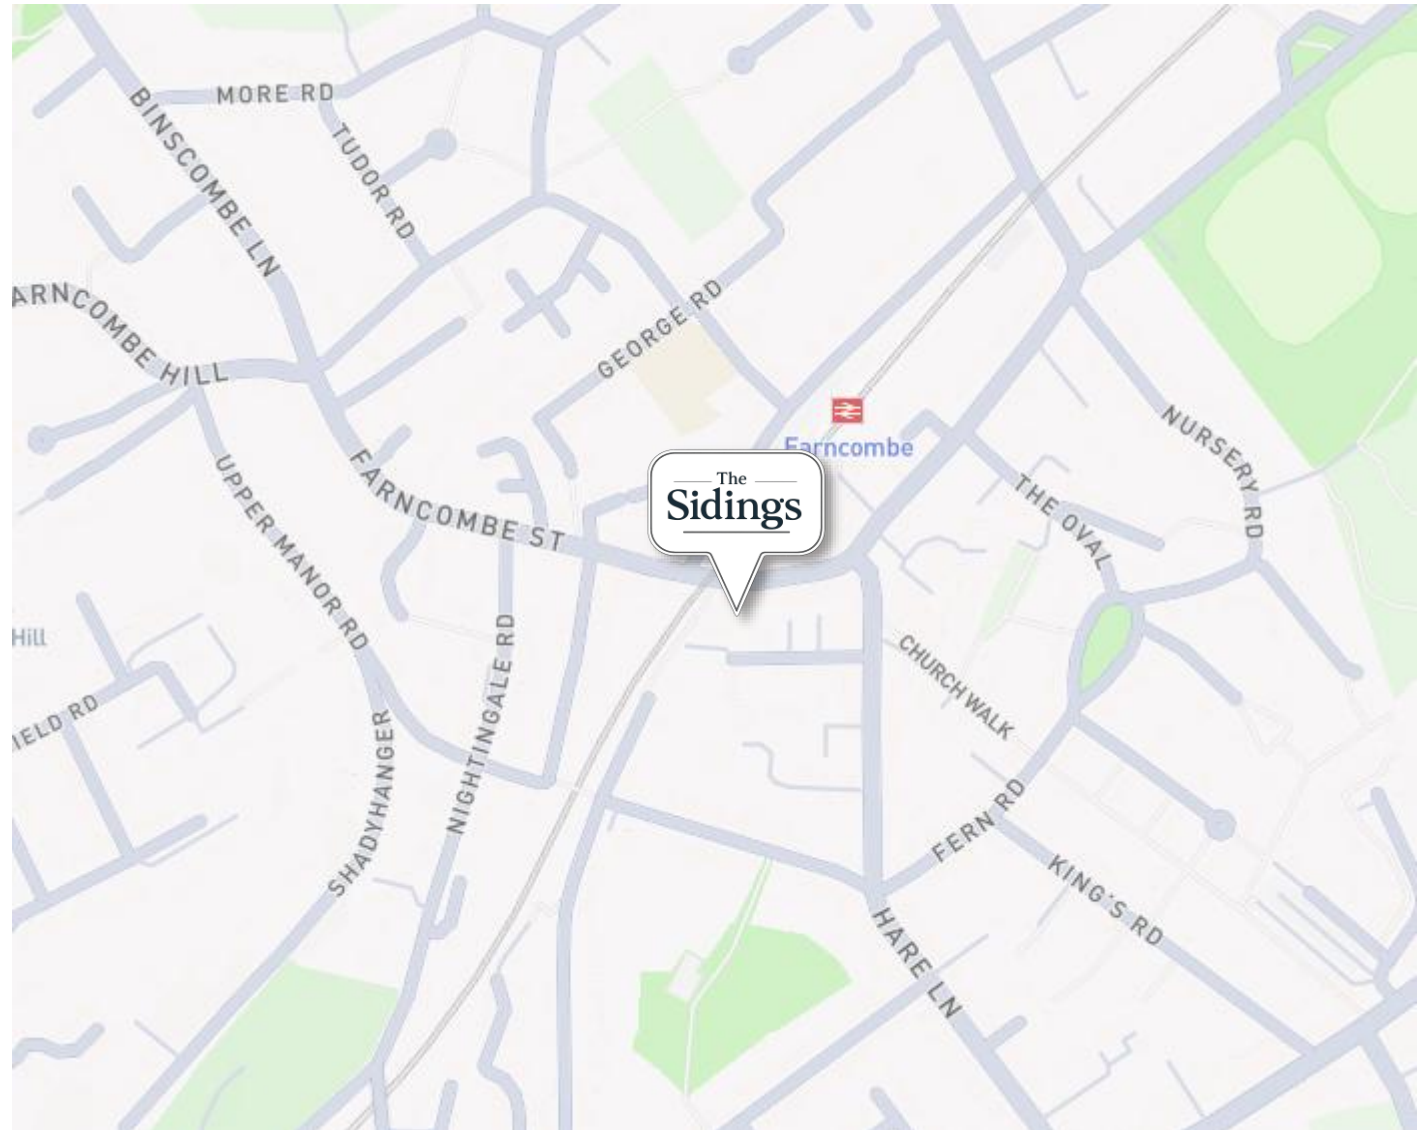 MORE RD
BINSCOMBE LN
TUDOR RD
ARNCOMBE HILL
GEORGE RD
Farncombe
NURSERY RD
UPPER MANOR RD
FARNCOMBE ST
The
Sidings
THE OVAL
Hill
NIGHTINGALE RD
CHURCH WALK
IELD RD
SHADYHANGER
FERN RD
KING'S RD
HARE LN